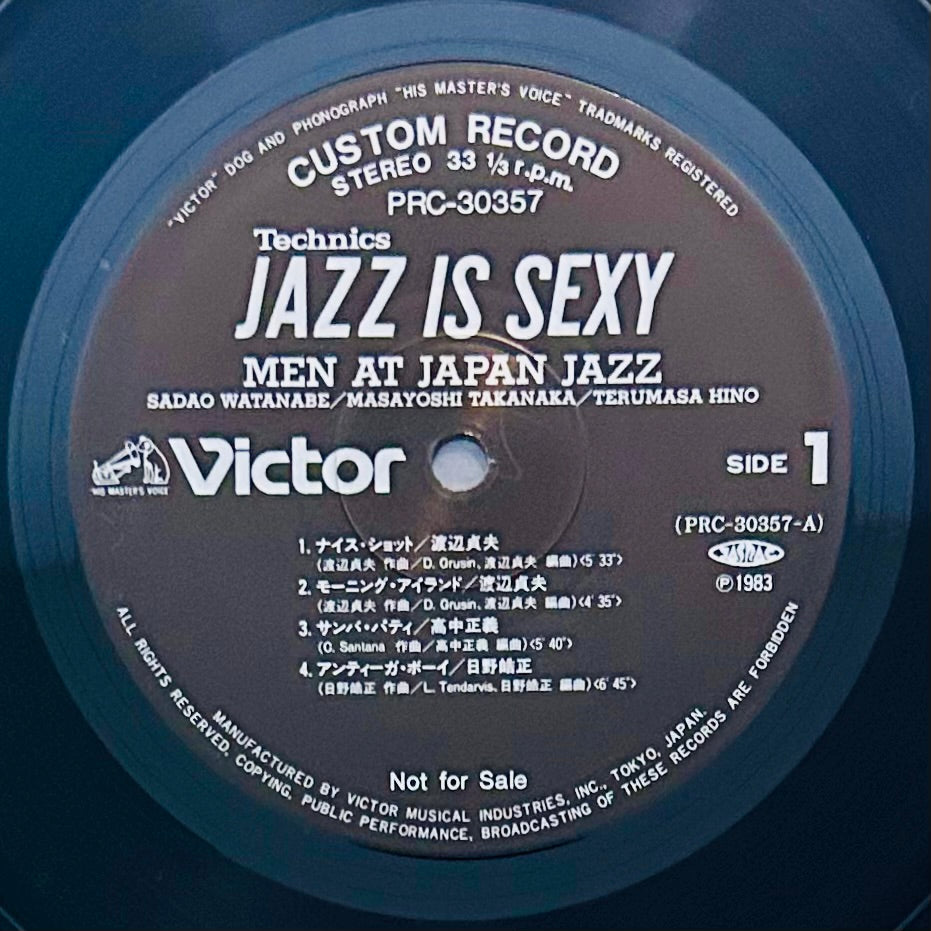 "VICTOR" DOG AND PHONOGRAPH "HIS MASTER'S VOICE" TRADMARKS REGISTERED
CUSTOM RECORD
STEREO 33 ⅓ r.p.m.
PRC-30357
Technics
JAZZ IS SEXY
MEN AT JAPAN JAZZ
SADAO WATANABE/MASAYOSHI TAKANAKA/TERUMASA HINO
"HIS MASTER'S VOICE"
Victor
SIDE 1
(PRC-30357-A)
JASRAC
Ⓟ1983
1. ナイス・ショット/渡辺貞夫
(渡辺貞夫 作曲/D. Grusin、渡辺貞夫 編曲)〈5′33″〉
2. モーニング・アイランド/渡辺貞夫
(渡辺貞夫 作曲/D. Grusin、渡辺貞夫 編曲)〈4′35″〉
3. サンバ・パティ/高中正義
(C. Santana 作曲/高中正義 編曲)〈5′40″〉
4. アンティーガ・ボーイ/日野皓正
(日野皓正 作曲/L. Tendarvis、日野皓正 編曲)〈6′45″〉
Not for Sale
MANUFACTURED BY VICTOR MUSICAL INDUSTRIES, INC., TOKYO, JAPAN.
ALL RIGHTS RESERVED. COPYING, PUBLIC PERFORMANCE, BROADCASTING OF THESE RECORDS ARE FORBIDDEN